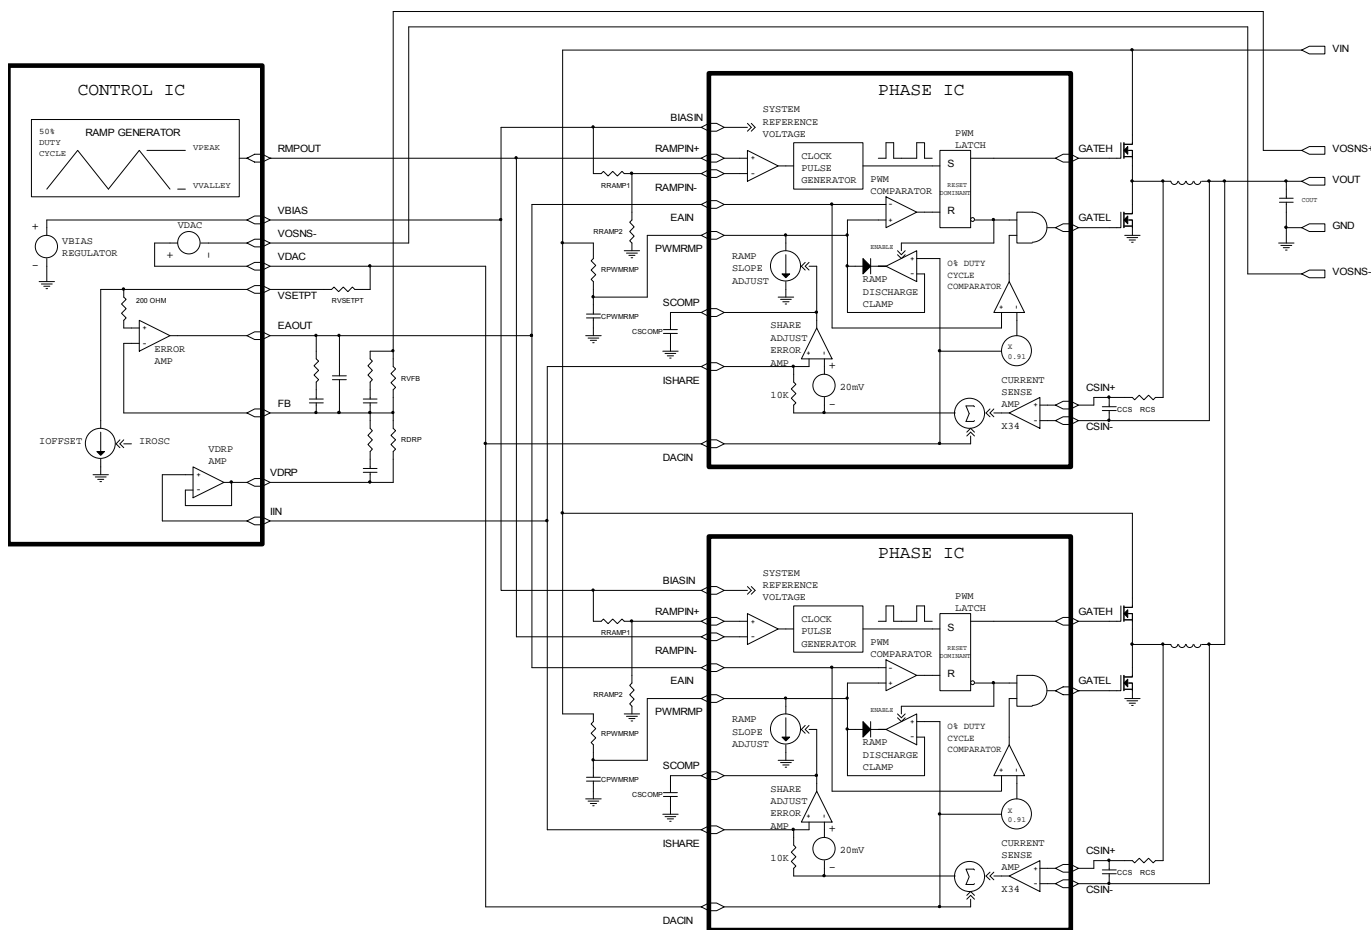 CONTROL IC
50%
DUTY
CYCLE
RAMP GENERATOR
VPEAK
VVALLEY
RMPOUT
VBIAS
+
VDAC
VOSNS-
VBIAS
REGULATOR
+
-
VDAC
-
VSETPT
200 OHM
RVSETPT
+
EAOUT
-
ERROR
AMP
RVFB
FB
IOFFSET
IROSC
RDRP
VDRP
AMP
VDRP
+
-
IIN
PHASE IC
BIASIN
SYSTEM
REFERENCE
VOLTAGE
RAMPIN+
+
-
RRAMP1
RAMPIN-
CLOCK
PULSE
GENERATOR
PWM
LATCH
S
RESET
DOMINANT
R
PWM
COMPARATOR
-
+
GATEH
EAIN
RRAMP2
PWMRMP
GATEL
ENABLE
RPWMRMP
RAMP
SLOPE
ADJUST
+
-
RAMP
DISCHARGE
CLAMP
0% DUTY
CYCLE
COMPARATOR
+
-
SCOMP
CPWMRMP
CSCOMP
SHARE
ADJUST
ERROR
AMP
+
-
X
0.91
ISHARE
10K
+
20mV
-
Σ
CURRENT
SENSE
AMP
+
-
X34
CSIN+
CCS
RCS
CSIN-
DACIN
VIN
VOSNS+
VOUT
COUT
GND
VOSNS-
PHASE IC
BIASIN
SYSTEM
REFERENCE
VOLTAGE
RAMPIN+
+
-
RRAMP1
RAMPIN-
CLOCK
PULSE
GENERATOR
PWM
LATCH
S
RESET
DOMINANT
R
PWM
COMPARATOR
-
+
GATEH
EAIN
RRAMP2
PWMRMP
GATEL
ENABLE
RPWMRMP
RAMP
SLOPE
ADJUST
+
-
RAMP
DISCHARGE
CLAMP
0% DUTY
CYCLE
COMPARATOR
+
-
SCOMP
CPWMRMP
CSCOMP
SHARE
ADJUST
ERROR
AMP
+
-
X
0.91
ISHARE
10K
+
20mV
-
Σ
CURRENT
SENSE
AMP
+
-
X34
CSIN+
CCS
RCS
CSIN-
DACIN